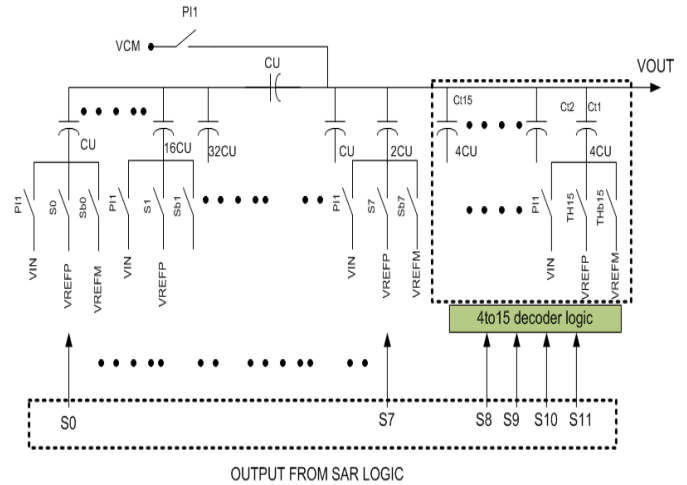 PI1
VCM
CU
VOUT
Ct15
Ct2
Ct1
CU
16CU
32CU
CU
2CU
4CU
4CU
PI1
S0
Sb0
PI1
S1
Sb1
PI1
S7
Sb7
PI1
TH15
THb15
VIN
VREFP
VREFM
VIN
VREFP
VIN
VREFP
VREFM
VIN
VREFP
VREFM
4to15 decoder logic
S0
S7
S8
S9
S10
S11
OUTPUT FROM SAR LOGIC